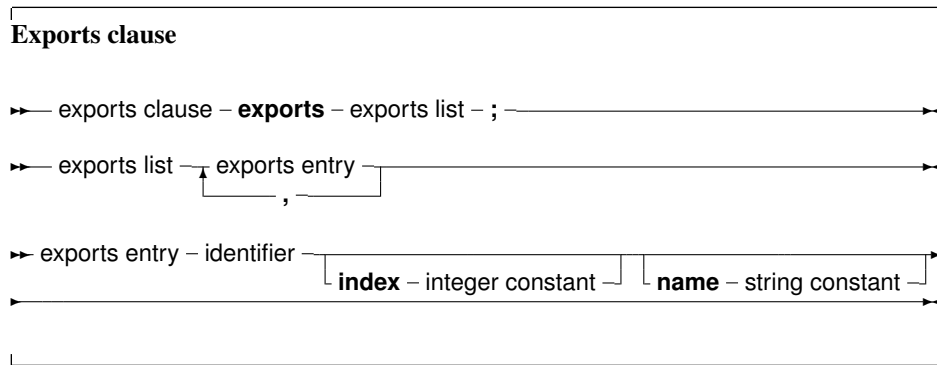 Exports clause
exports clause – exports – exports list – ;
exports list exports entry
,
exports entry – identifier
index – integer constant name – string constant